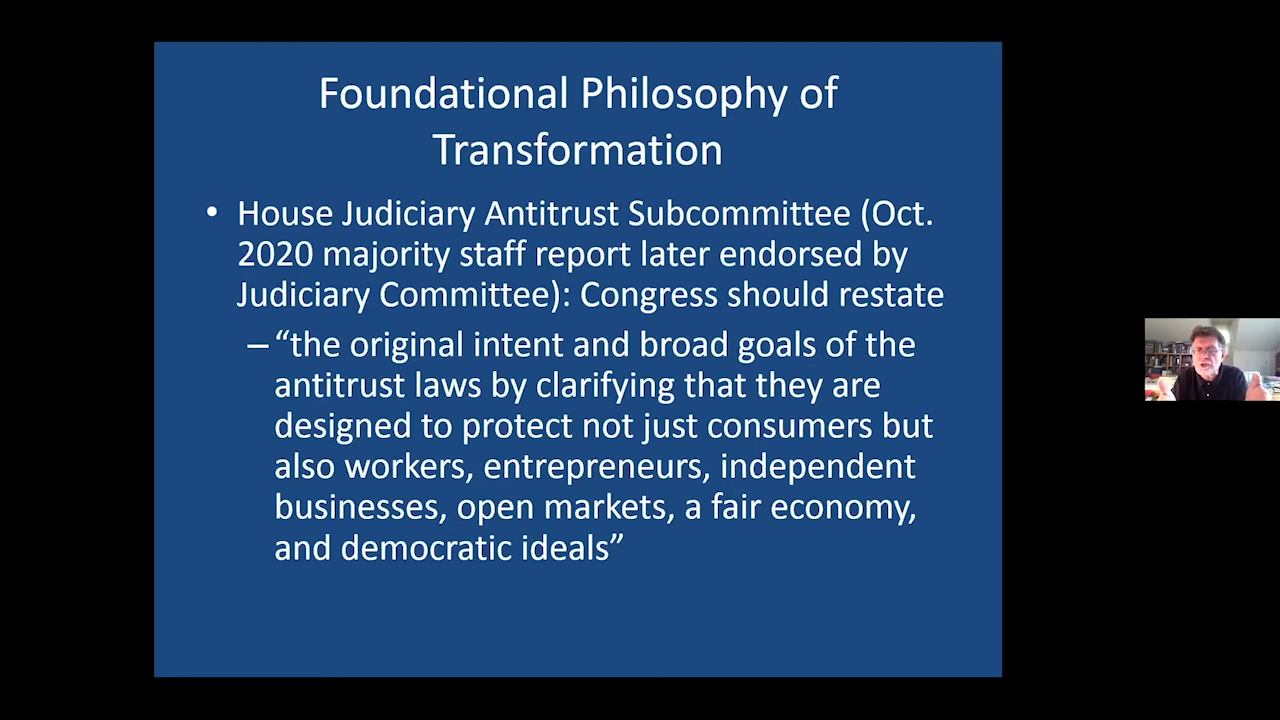 Foundational Philosophy of
Transformation
• House Judiciary Antitrust Subcommittee (Oct.
2020 majority staff report later endorsed by
Judiciary Committee): Congress should restate
– “the original intent and broad goals of the
antitrust laws by clarifying that they are
designed to protect not just consumers but
also workers, entrepreneurs, independent
businesses, open markets, a fair economy,
and democratic ideals”